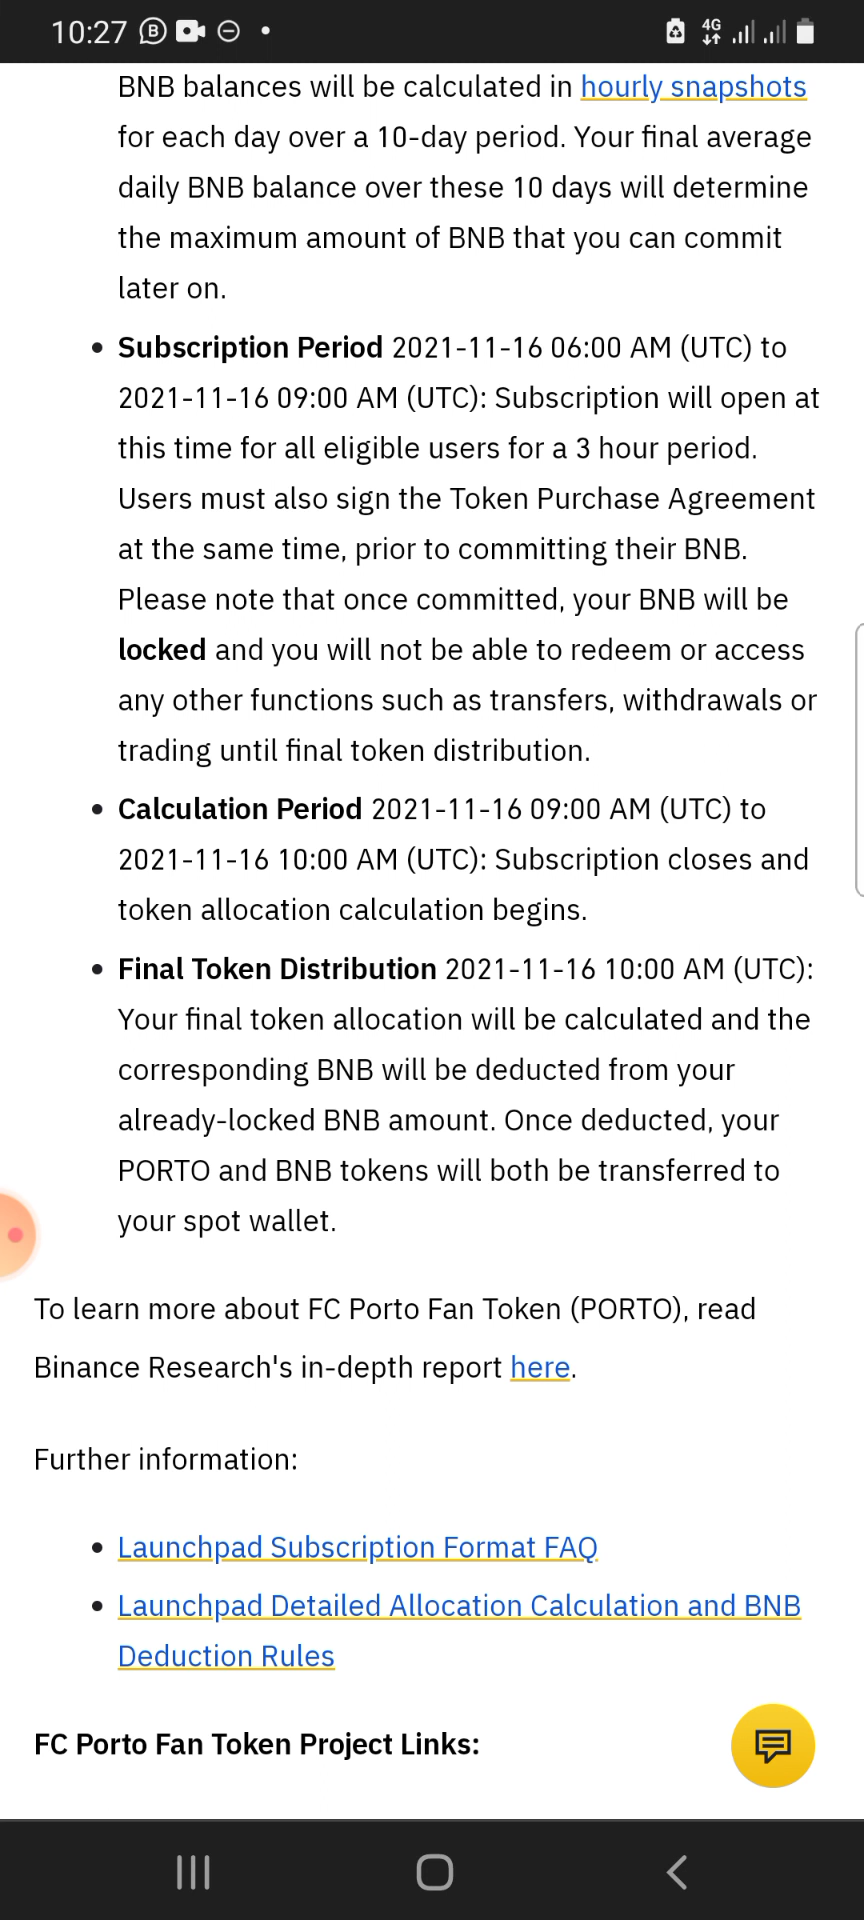 10:27
4G
BNB balances will be calculated in hourly snapshots
for each day over a 10-day period. Your final average
daily BNB balance over these 10 days will determine
the maximum amount of BNB that you can commit
later on.
• Subscription Period 2021-11-16 06:00 AM (UTC) to
2021-11-16 09:00 AM (UTC): Subscription will open at
this time for all eligible users for a 3 hour period.
Users must also sign the Token Purchase Agreement
at the same time, prior to committing their BNB.
Please note that once committed, your BNB will be
locked and you will not be able to redeem or access
any other functions such as transfers, withdrawals or
trading until final token distribution.
• Calculation Period 2021-11-16 09:00 AM (UTC) to
2021-11-16 10:00 AM (UTC): Subscription closes and
token allocation calculation begins.
• Final Token Distribution 2021-11-16 10:00 AM (UTC):
Your final token allocation will be calculated and the
corresponding BNB will be deducted from your
already-locked BNB amount. Once deducted, your
PORTO and BNB tokens will both be transferred to
your spot wallet.
To learn more about FC Porto Fan Token (PORTO), read
Binance Research's in-depth report here.
Further information:
• Launchpad Subscription Format FAQ
• Launchpad Detailed Allocation Calculation and BNB
Deduction Rules
FC Porto Fan Token Project Links: